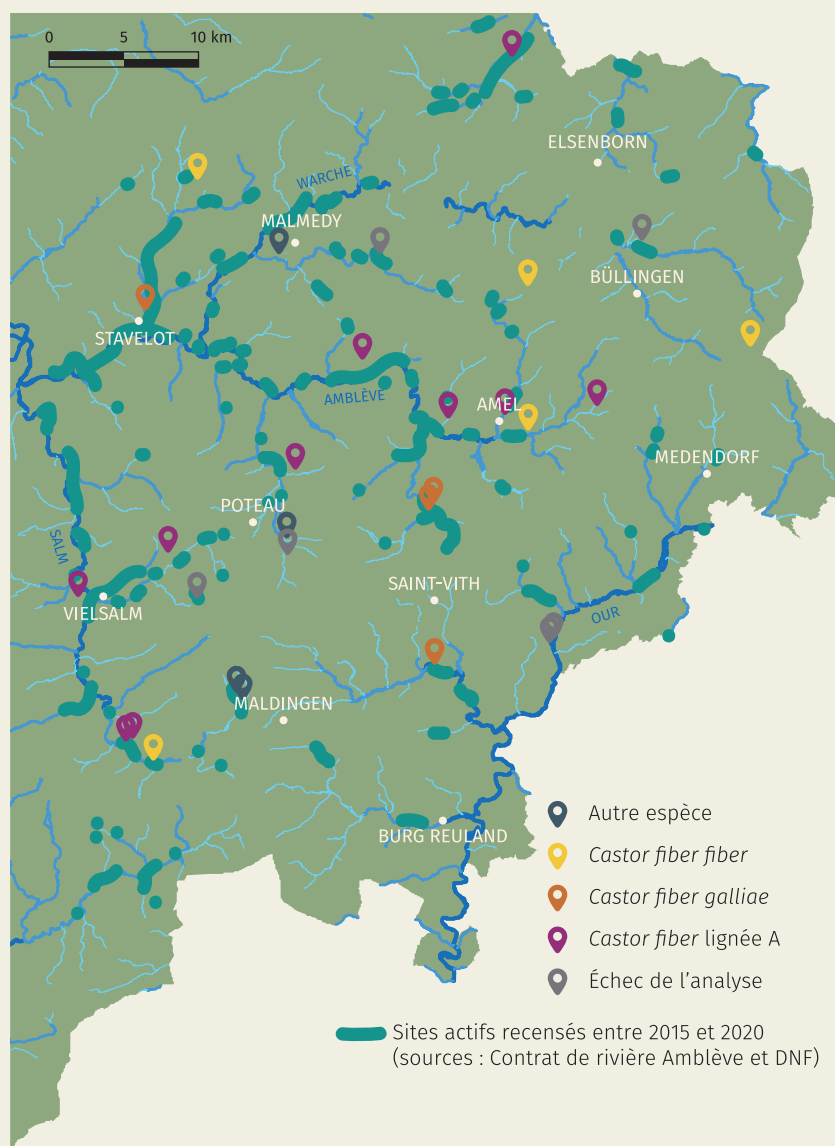 0 5 10 km
ELSENBORN
WARCHE
MALMEDY
BÜLLINGEN
STAVELOT
AMBLÈVE
AMEL
MEDENDORF
POTEAU
SALM
SAINT-VITH
VIELSALM
OUR
MALDINGEN
BURG REULAND
Autre espèce
Castor fiber fiber
Castor fiber galliae
Castor fiber lignée A
Échec de l'analyse
Sites actifs recensés entre 2015 et 2020
(sources : Contrat de rivière Amblève et DNF)